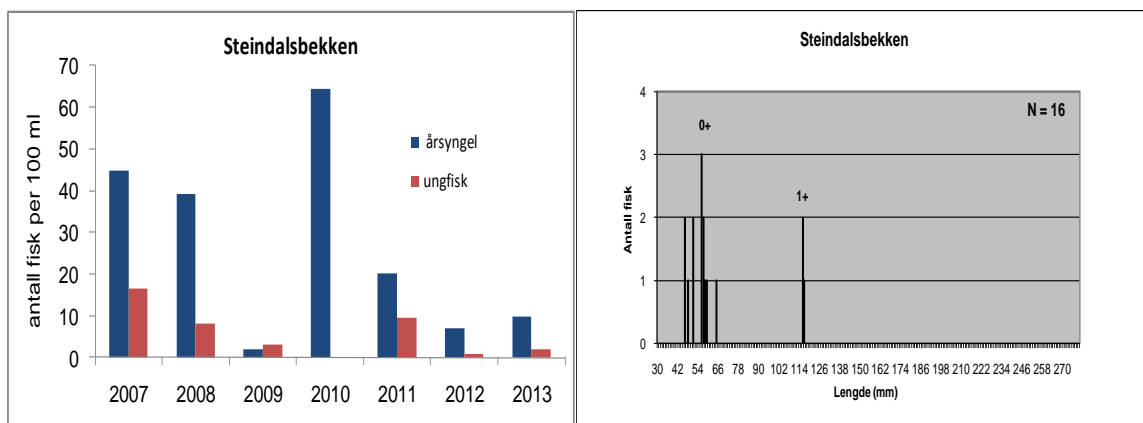 Steindalsbekken
antall fisk per 100 ml
70
60
50
40
30
20
10
0
årsyngel
ungfisk
2007 2008 2009 2010 2011 2012 2013
Steindalsbekken
Antall fisk
4
3
2
1
0
N = 16
0+
1+
30 42 54 66 78 90 102 114 126 138 150 162 174 186 198 210 222 234 246 258 270
Lengde (mm)